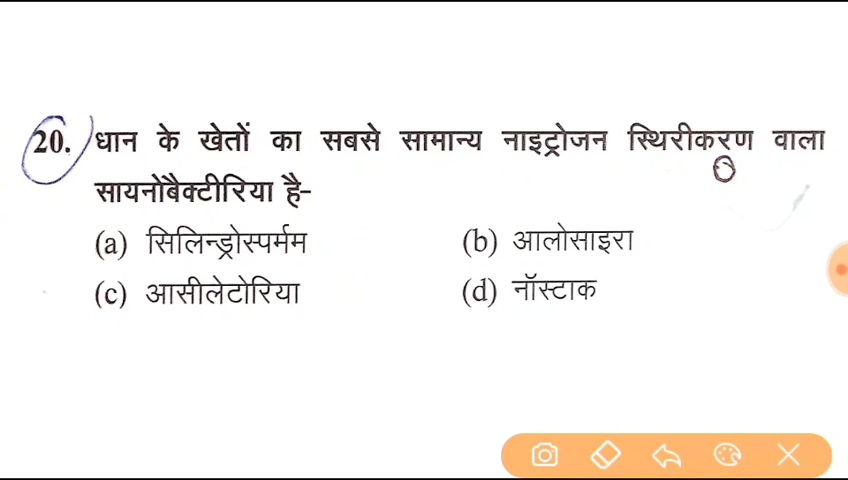 20. धान के खेतों का सबसे सामान्य नाइट्रोजन स्थिरीकरण वाला
सायनोबैक्टीरिया है-
(a) सिलिन्ड्रोस्पर्मम (b) आलोसाइरा
(c) आसीलेटोरिया (d) नॉस्टाक